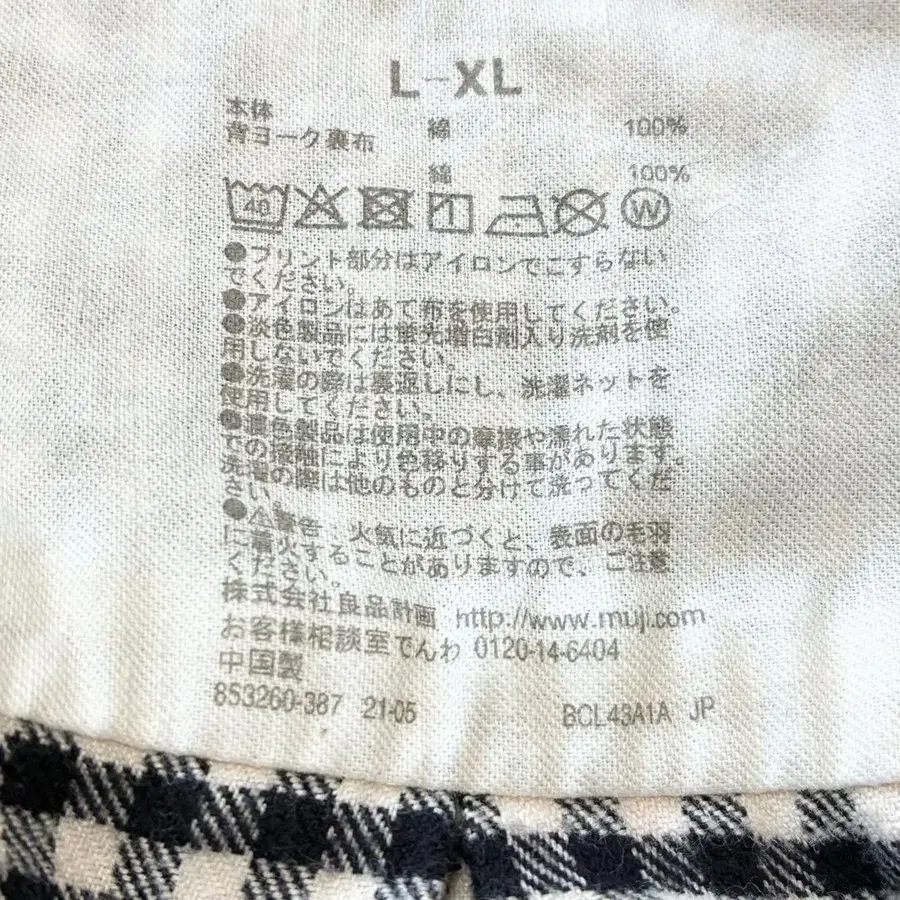 L-XL
本体 綿 100%
背ヨーク裏布 綿 100%
40 W
●プリント部分はアイロンでこすらない
でください。
●アイロンはあて布を使用してください。
●淡色製品には蛍光増白剤入り洗剤を使
用しないでください。
●洗濯の際は裏返しにし、洗濯ネットを
使用してください。
●濃色製品は使用中の摩擦や濡れた状態
での接触により色移りする事があります。
洗濯の際は他のものと分けて洗ってくだ
さい。
●⚠警告、火気に近づくと、表面の毛羽
に着火することがありますので、ご注意
ください。
株式会社良品計画 http://www.muji.com
お客様相談室でんわ 0120-14-6404
中国製
853260-387 21-05 BCL43A1A JP